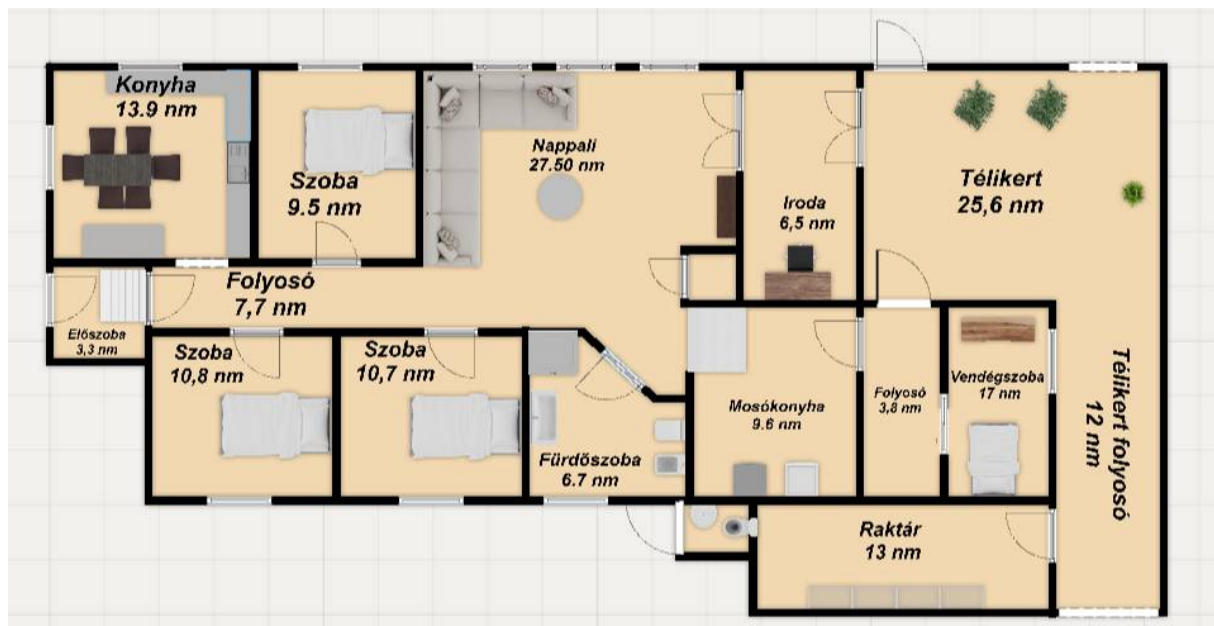 Konyha
13.9 nm
Szoba
9.5 nm
Nappali
27.50 nm
Iroda
6,5 nm
Télikert
25,6 nm
Folyosó
7,7 nm
Előszoba
3,3 nm
Szoba
10,8 nm
Szoba
10,7 nm
Fürdőszoba
6.7 nm
Mosókonyha
9.6 nm
Folyosó
3,8 nm
Vendégszoba
17 nm
Télikert folyosó
12 nm
Raktár
13 nm